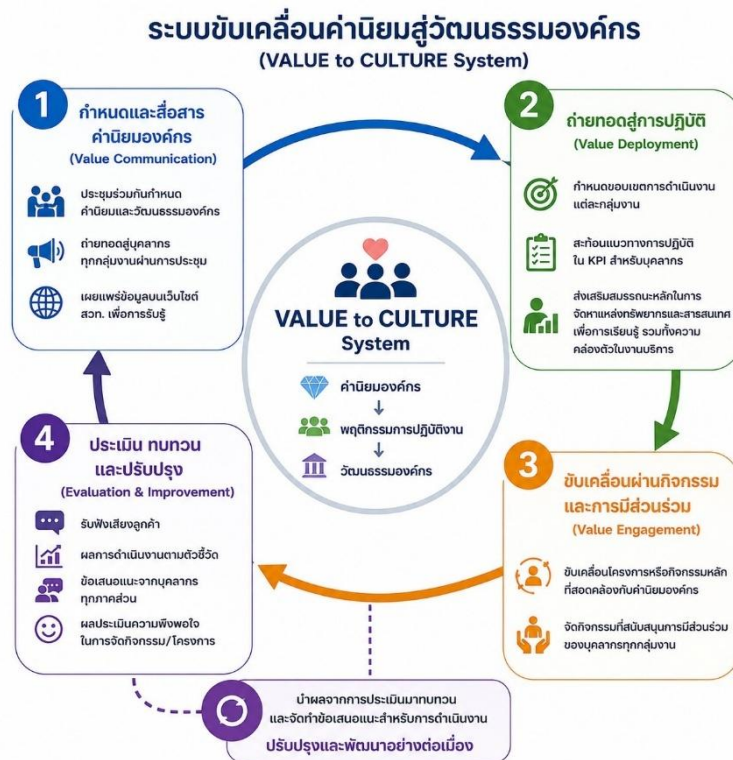 ระบบขับเคลื่อนค่านิยมสู่วัฒนธรรมองค์กร
(VALUE to CULTURE System)
1
กำหนดและสื่อสาร
ค่านิยมองค์กร
(Value Communication)
ประชุมร่วมกันกำหนด
ค่านิยมและวัฒนธรรมองค์กร
ถ่ายทอดสู่บุคลากร
ทุกกลุ่มงานผ่านการประชุม
เผยแพร่ข้อมูลบนเว็บไซต์
สวท. เพื่อการรับรู้
2
ถ่ายทอดสู่การปฏิบัติ
(Value Deployment)
กำหนดขอบเขตการดำเนินงาน
แต่ละกลุ่มงาน
สะท้อนแนวทางการปฏิบัติ
ใน KPI สำหรับบุคลากร
ส่งเสริมสมรรถนะหลักในการ
จัดหาแหล่งทรัพยากรและสารสนเทศ
เพื่อการเรียนรู้ รวมทั้งความ
คล่องตัวในงานบริการ
VALUE to CULTURE
System
ค่านิยมองค์กร
พฤติกรรมการปฏิบัติงาน
วัฒนธรรมองค์กร
3
ขับเคลื่อนผ่านกิจกรรม
และการมีส่วนร่วม
(Value Engagement)
ขับเคลื่อนโครงการหรือกิจกรรมหลัก
ที่สอดคล้องกับค่านิยมองค์กร
จัดกิจกรรมที่สนับสนุนการมีส่วนร่วม
ของบุคลากรทุกกลุ่มงาน
4
ประเมิน ทบทวน
และปรับปรุง
(Evaluation & Improvement)
รับฟังเสียงลูกค้า
ผลการดำเนินงานตามตัวชี้วัด
ข้อเสนอแนะจากบุคลากร
ทุกภาคส่วน
ผลประเมินความพึงพอใจ
ในการจัดกิจกรรม/โครงการ
นำผลจากการประเมินมาทบทวน
และจัดทำข้อเสนอแนะสำหรับการดำเนินงาน
ปรับปรุงและพัฒนาอย่างต่อเนื่อง